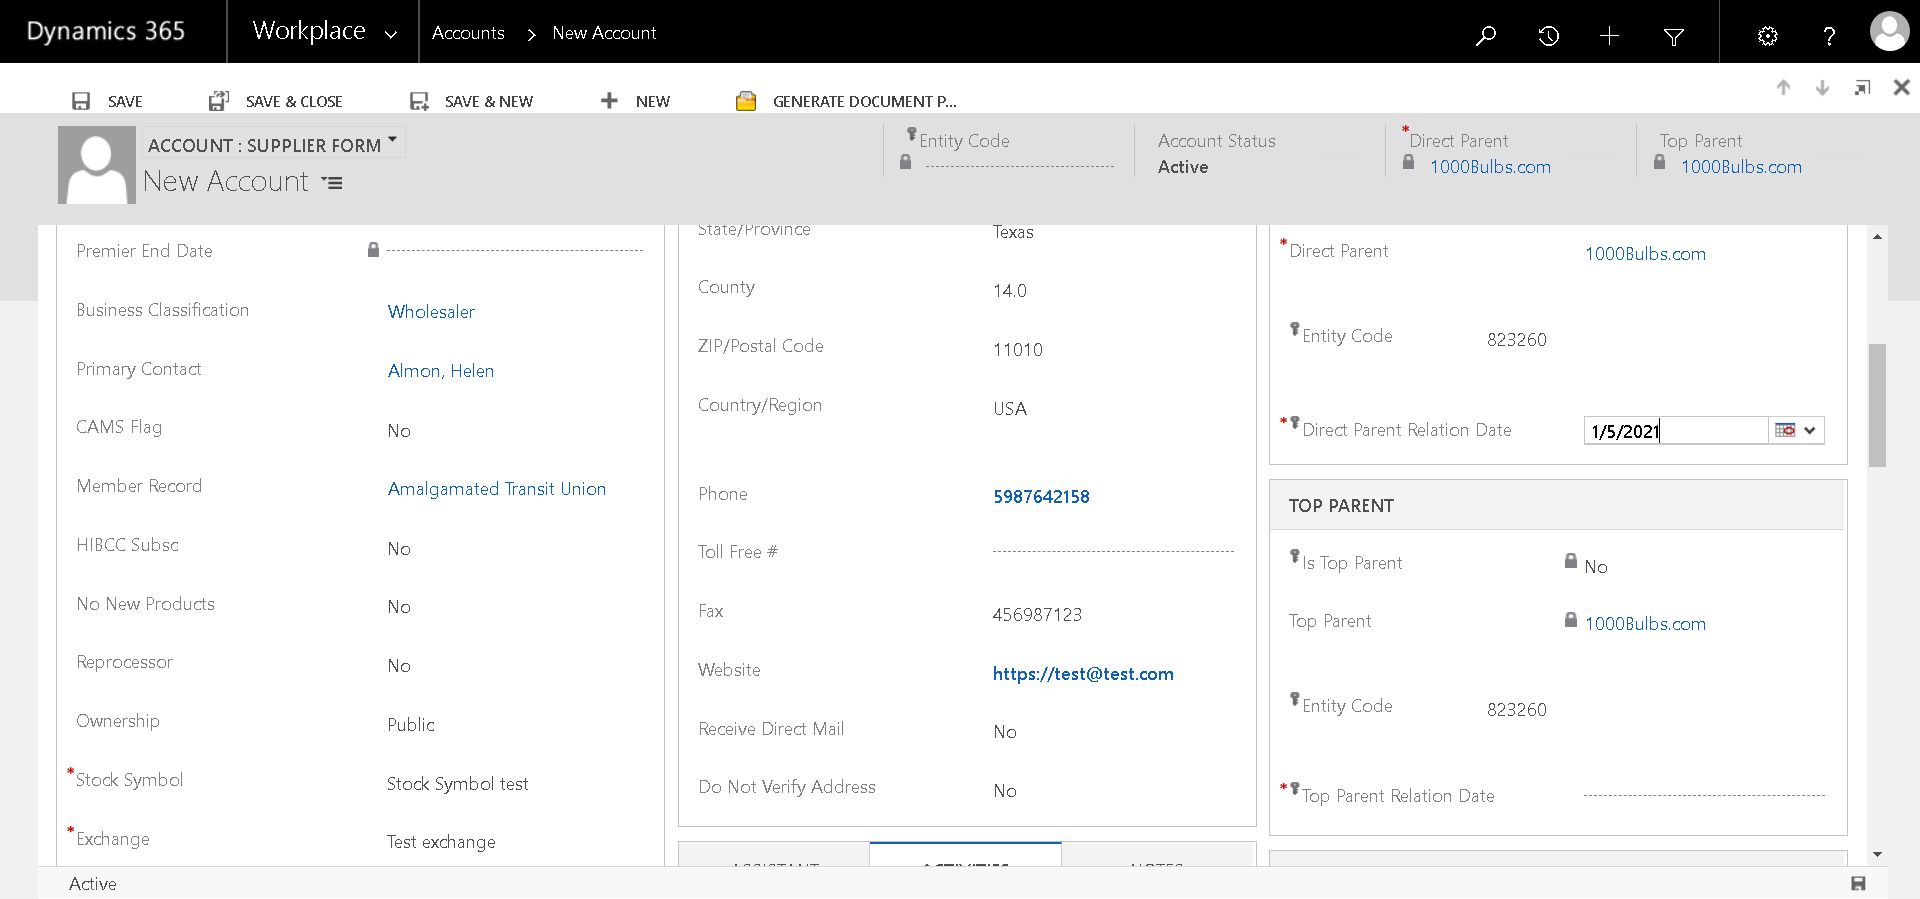 Dynamics 365
Workplace
Accounts
New Account
SAVE
SAVE & CLOSE
SAVE & NEW
NEW
GENERATE DOCUMENT P...
ACCOUNT : SUPPLIER FORM
New Account
Entity Code
Account Status
Active
*Direct Parent
1000Bulbs.com
Top Parent
1000Bulbs.com
Premier End Date
Business Classification
Wholesaler
Primary Contact
Almon, Helen
CAMS Flag
No
Member Record
Amalgamated Transit Union
HIBCC Subsc
No
No New Products
No
Reprocessor
No
Ownership
Public
*Stock Symbol
Stock Symbol test
*Exchange
Test exchange
State/Province
Texas
County
14.0
ZIP/Postal Code
11010
Country/Region
USA
Phone
5987642158
Toll Free #
Fax
456987123
Website
https://test@test.com
Receive Direct Mail
No
Do Not Verify Address
No
ASSISTANT
ACTIVITIES
NOTES
*Direct Parent
1000Bulbs.com
Entity Code
823260
*Direct Parent Relation Date
1/5/2021
TOP PARENT
Is Top Parent
No
Top Parent
1000Bulbs.com
Entity Code
823260
*Top Parent Relation Date
Active